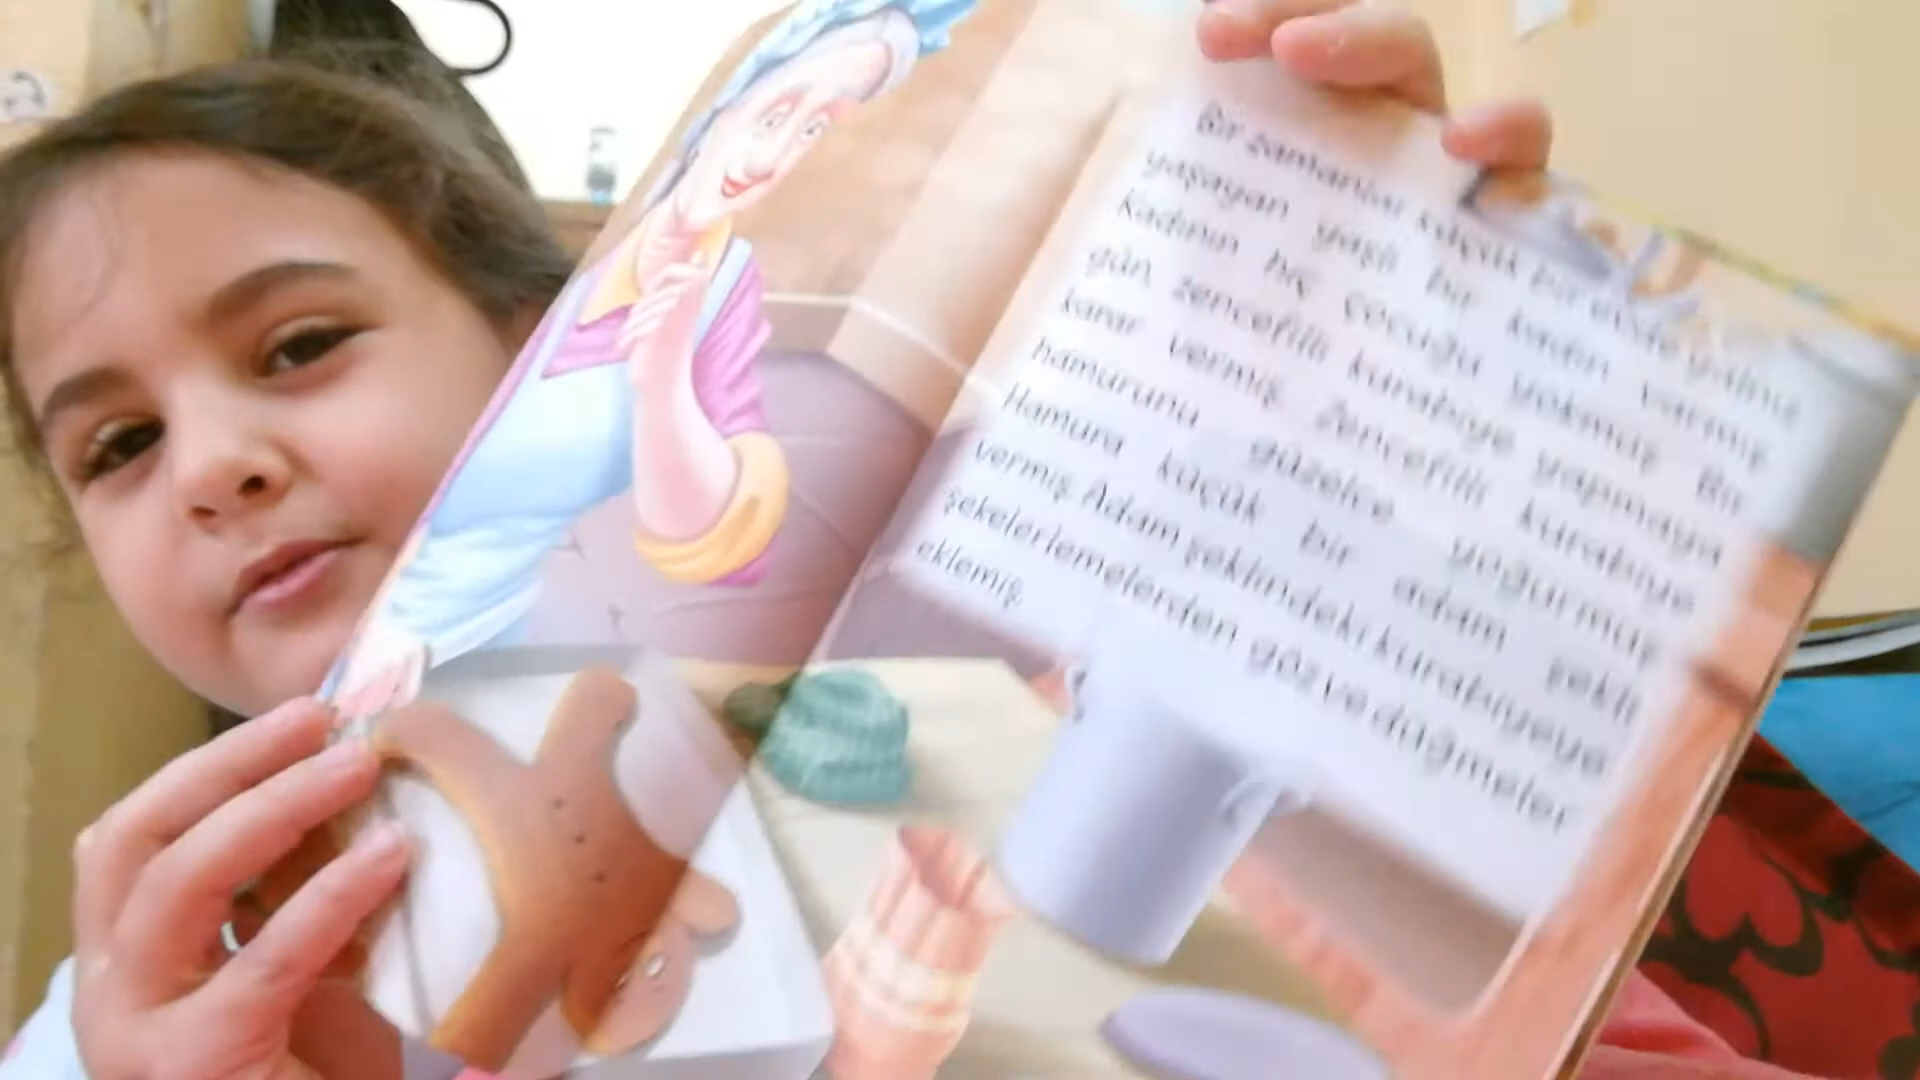 Bir zamanlar küçük bir evde yalnız
yaşayan yaşlı bir kadın varmış
Kadının hiç çocuğu yokmuş Bir
gün zencefilli kurabiye yapmaya
karar vermiş Zencefilli kurabiye
hamurunu güzelce yoğurmuş
Hamura küçük bir adam şekli
vermiş Adam şeklindeki kurabiyeye
şekelerlemelerden göz ve düğmeler
eklemiş